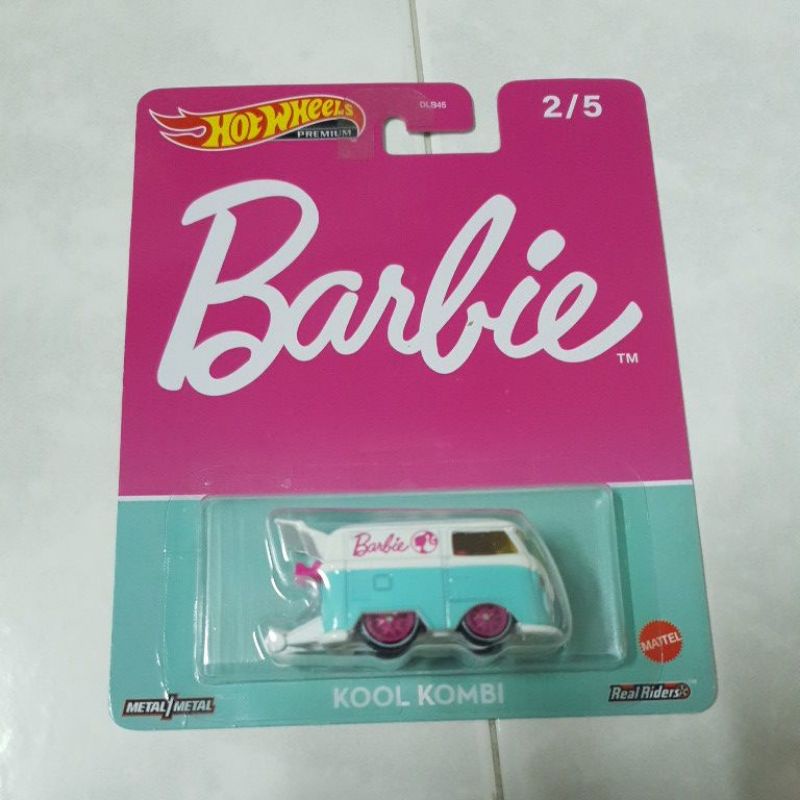 HOT WHEELS
PREMIUM
DLB45
2/5
Barbie
TM
Barbie
MATTEL
METAL/METAL
KOOL KOMBI
Real Riders